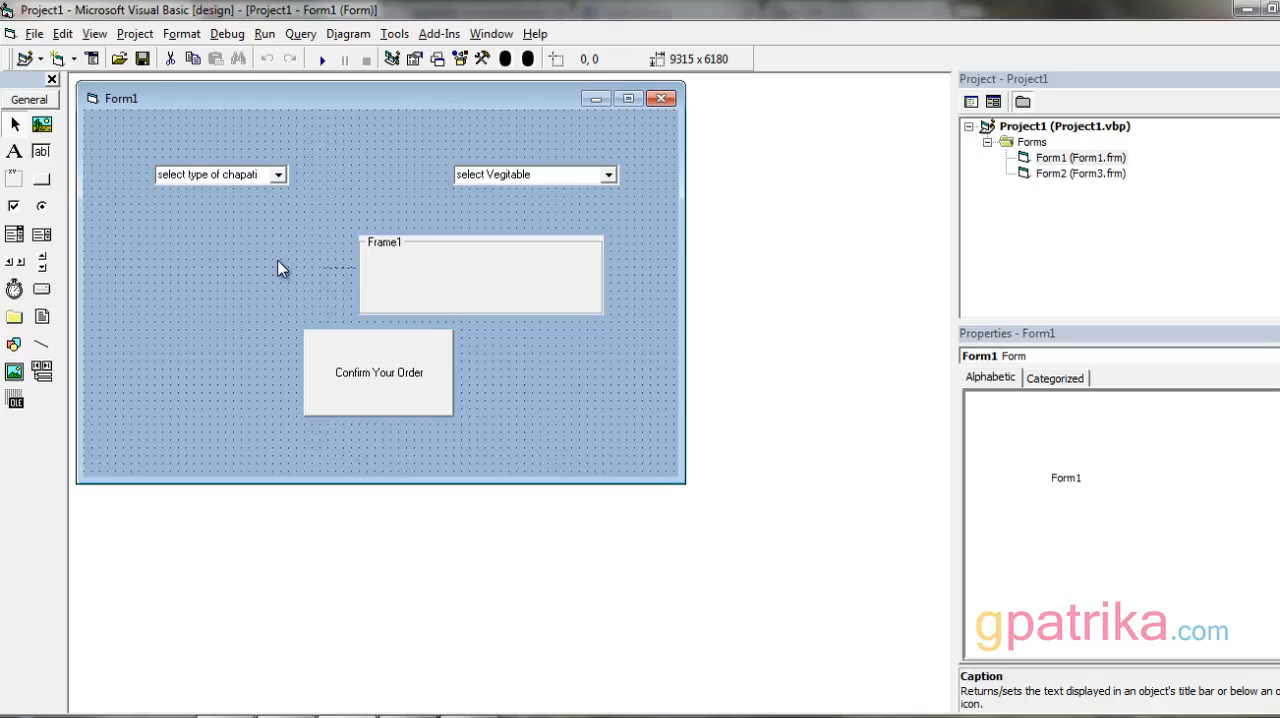 Project1 - Microsoft Visual Basic [design] - [Project1 - Form1 (Form)]
File Edit View Project Format Debug Run Query Diagram Tools Add-Ins Window Help
0, 0 9315 x 6180
General
Form1
select type of chapati
select Vegitable
Frame1
Confirm Your Order
A
ab|
XY
OLE
Project - Project1
Project1 (Project1.vbp)
Forms
Form1 (Form1.frm)
Form2 (Form3.frm)
Properties - Form1
Form1 Form
Alphabetic Categorized
Form1
gpatrika.com
Caption
Returns/sets the text displayed in an object's title bar or below an o
icon.